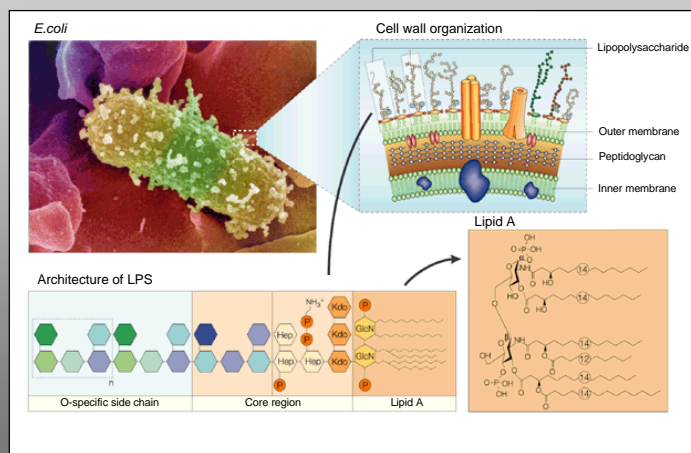 E.coli
Cell wall organization
Lipopolysaccharide
Outer membrane
Peptidoglycan
Inner membrane
Lipid A
Architecture of LPS
NH3+
P
P
P
Hep
Hep
Hep
Kdo
Kdo
Kdo
P
GlcN
GlcN
P
n
O-specific side chain
Core region
Lipid A
OH
O-P-OH
O
O
O
NH
O
O
HO
14
O
HO
14
O
O
HO
NH
O
O
14
O
12
HO
O
O
14
O-P-OH
OH
O
O
14